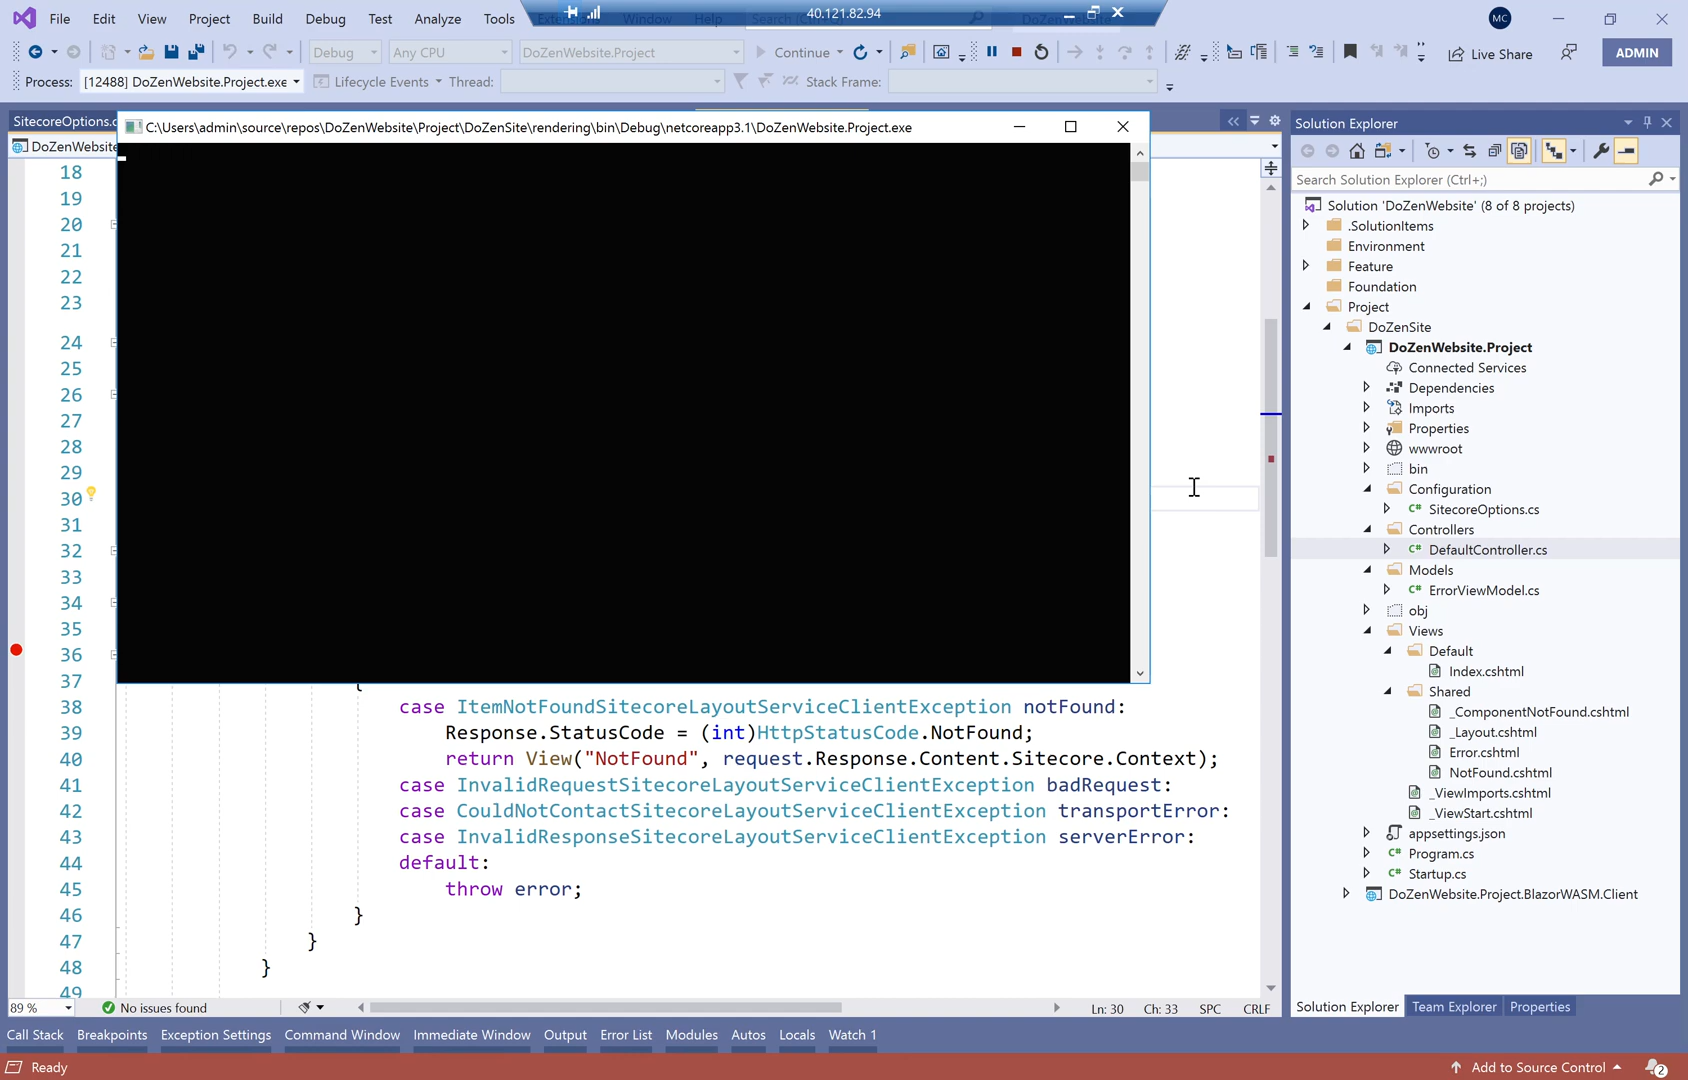 File Edit View Project Build Debug Test Analyze Tools Extensions Window Help Search (Ctrl+Q) DoZenWebsite
40.121.82.94
MC
Debug Any CPU DoZenWebsite.Project Continue Live Share ADMIN
Process: [12488] DoZenWebsite.Project.exe Lifecycle Events Thread: Stack Frame:
SitecoreOptions.c
DoZenWebsite
C:\Users\admin\source\repos\DoZenWebsite\Project\DoZenSite\rendering\bin\Debug\netcoreapp3.1\DoZenWebsite.Project.exe
18
19
20
21
22
23
24
25
26
27
28
29
30
31
32
33
34
35
36
37 {
38 case ItemNotFoundSitecoreLayoutServiceClientException notFound:
39 Response.StatusCode = (int)HttpStatusCode.NotFound;
40 return View("NotFound", request.Response.Content.Sitecore.Context);
41 case InvalidRequestSitecoreLayoutServiceClientException badRequest:
42 case CouldNotContactSitecoreLayoutServiceClientException transportError:
43 case InvalidResponseSitecoreLayoutServiceClientException serverError:
44 default:
45 throw error;
46 }
47 }
48 }
49
89 % No issues found Ln: 30 Ch: 33 SPC CRLF
Solution Explorer
Search Solution Explorer (Ctrl+;)
Solution 'DoZenWebsite' (8 of 8 projects)
.SolutionItems
Environment
Feature
Foundation
Project
DoZenSite
DoZenWebsite.Project
Connected Services
Dependencies
Imports
Properties
wwwroot
bin
Configuration
C# SitecoreOptions.cs
Controllers
C# DefaultController.cs
Models
C# ErrorViewModel.cs
obj
Views
Default
Index.cshtml
Shared
_ComponentNotFound.cshtml
_Layout.cshtml
Error.cshtml
NotFound.cshtml
_ViewImports.cshtml
_ViewStart.cshtml
appsettings.json
C# Program.cs
C# Startup.cs
DoZenWebsite.Project.BlazorWASM.Client
Solution Explorer Team Explorer Properties
Call Stack Breakpoints Exception Settings Command Window Immediate Window Output Error List Modules Autos Locals Watch 1
Ready Add to Source Control 2